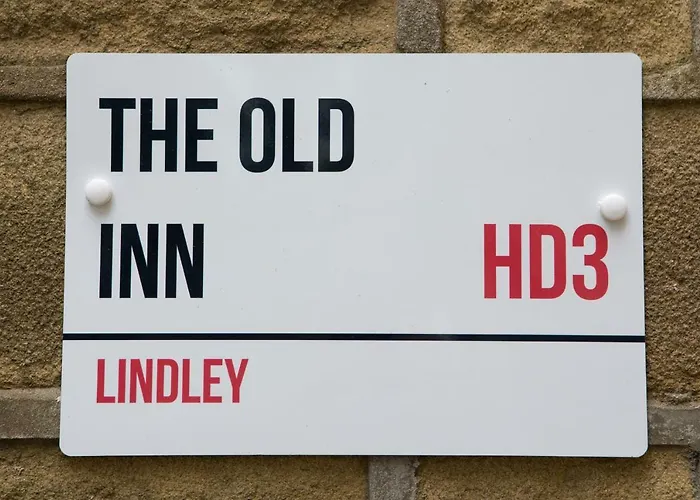 THE OLD
INN HD3
LINDLEY